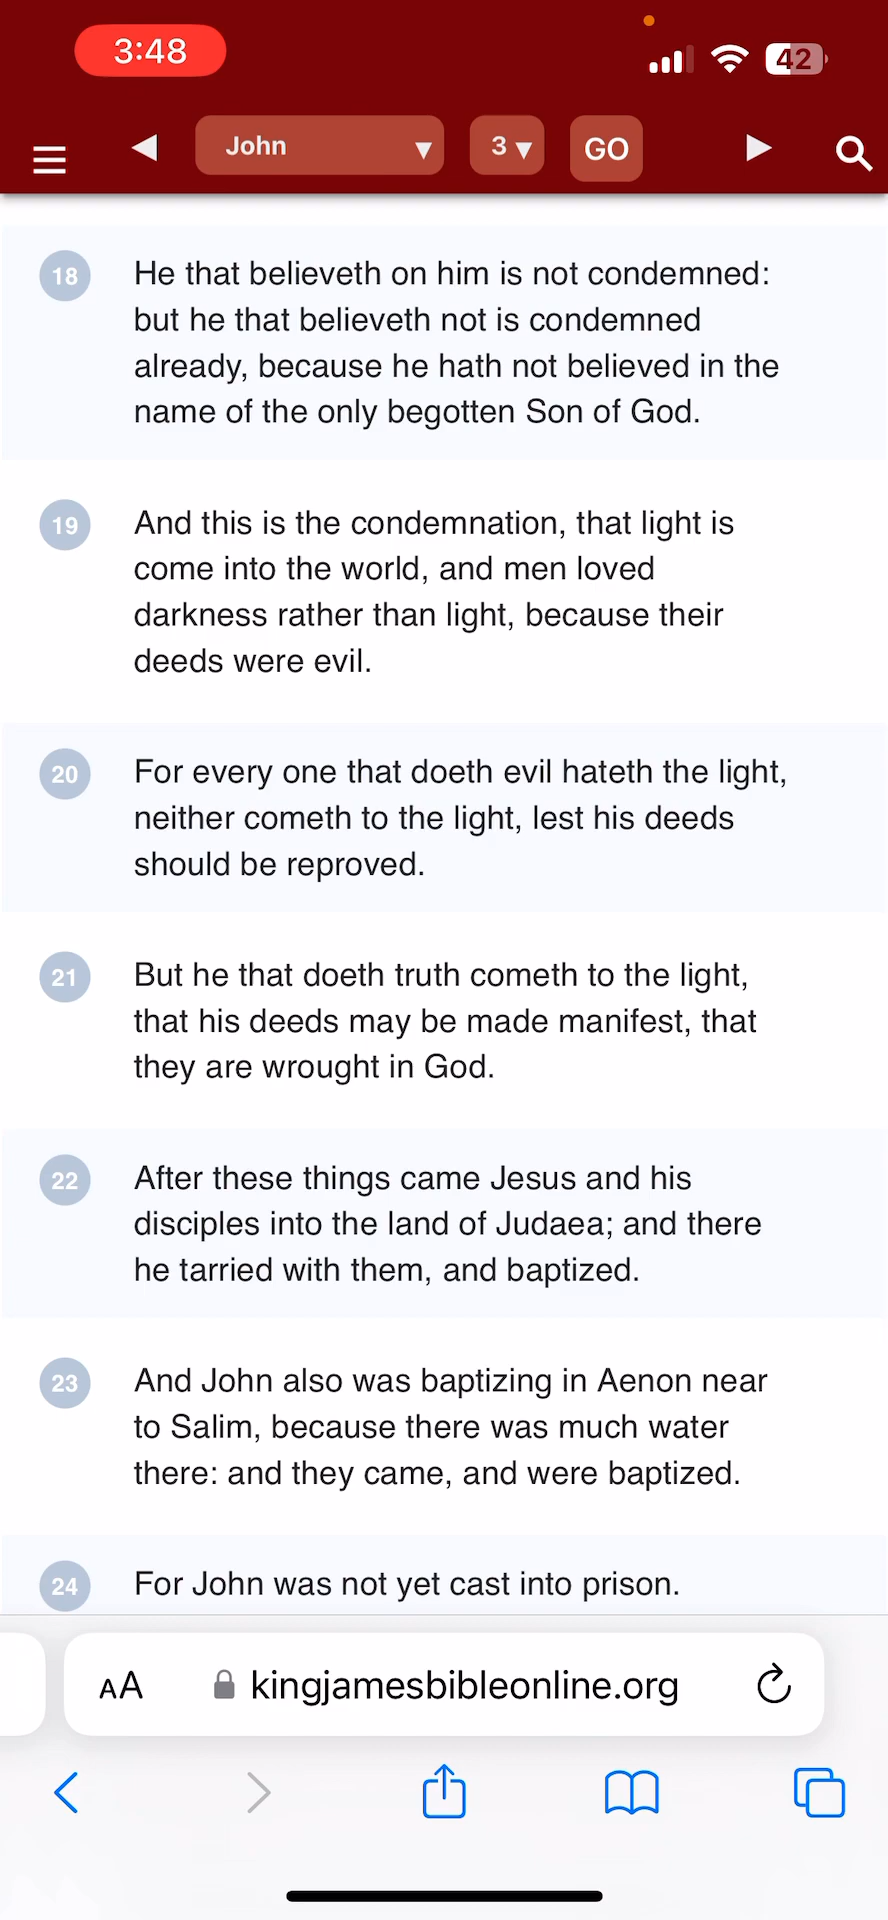 3:48
42
John
3
GO
18
He that believeth on him is not condemned:
but he that believeth not is condemned
already, because he hath not believed in the
name of the only begotten Son of God.
19
And this is the condemnation, that light is
come into the world, and men loved
darkness rather than light, because their
deeds were evil.
20
For every one that doeth evil hateth the light,
neither cometh to the light, lest his deeds
should be reproved.
21
But he that doeth truth cometh to the light,
that his deeds may be made manifest, that
they are wrought in God.
22
After these things came Jesus and his
disciples into the land of Judaea; and there
he tarried with them, and baptized.
23
And John also was baptizing in Aenon near
to Salim, because there was much water
there: and they came, and were baptized.
24
For John was not yet cast into prison.
AA
kingjamesbibleonline.org